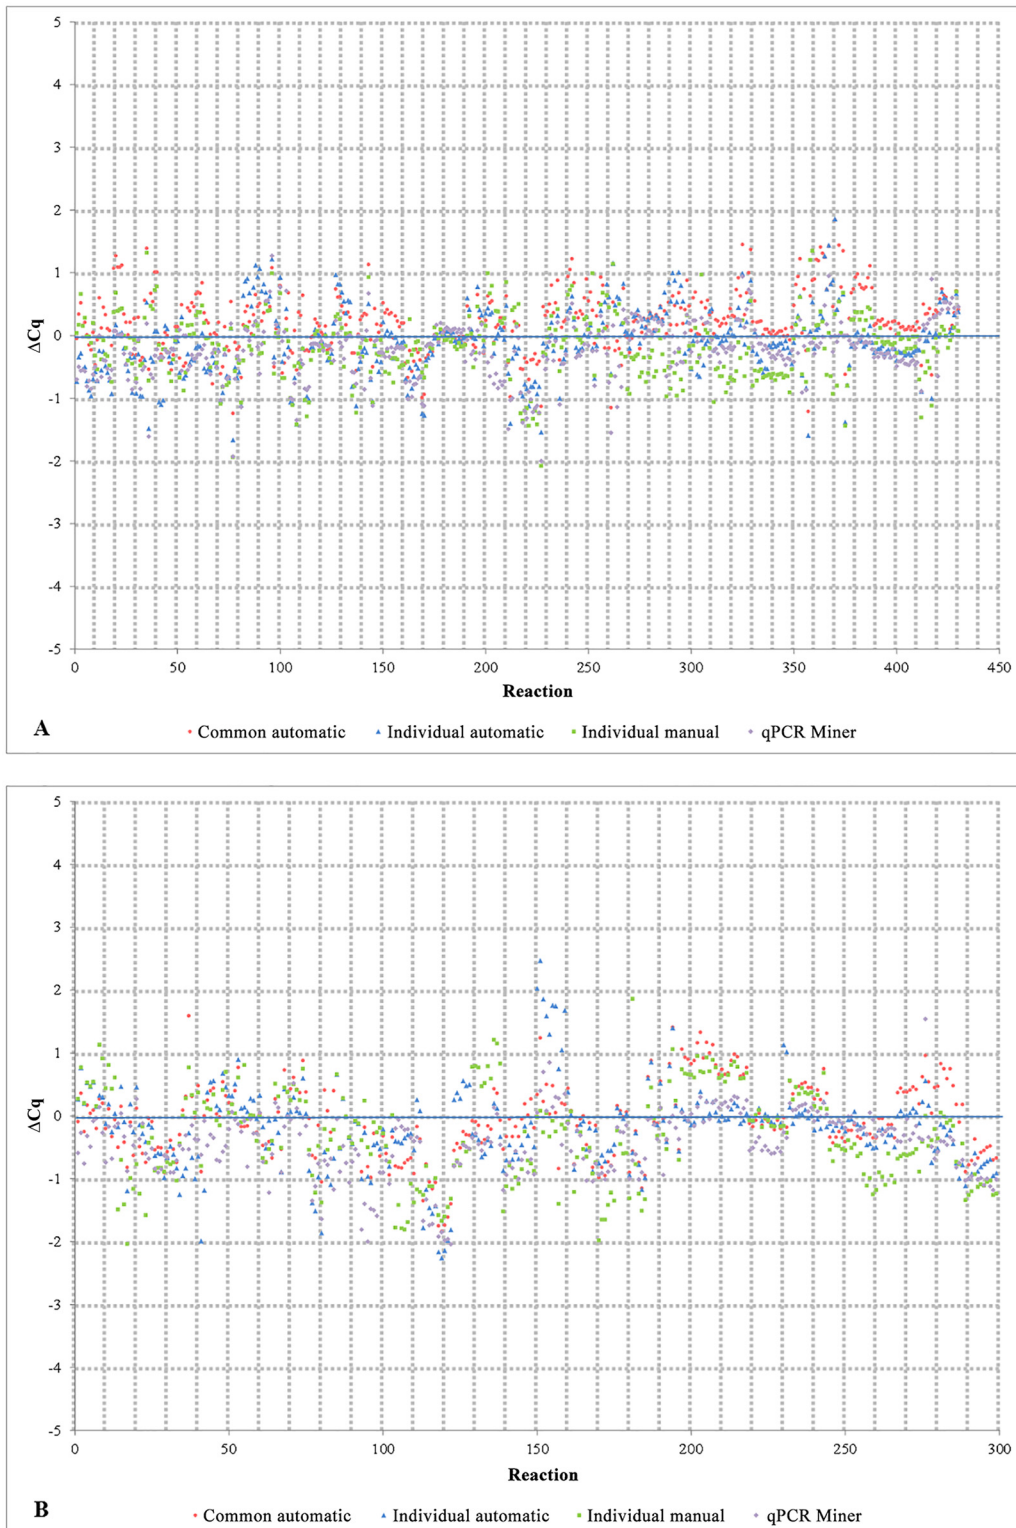 5
4
3
2
1
0
-1
-2
-3
-4
-5
ΔCq
0 50 100 150 200 250 300 350 400 450
Reaction
A
Common automatic Individual automatic Individual manual qPCR Miner
5
4
3
2
1
0
-1
-2
-3
-4
-5
ΔCq
0 50 100 150 200 250 300
Reaction
B
Common automatic Individual automatic Individual manual qPCR Miner